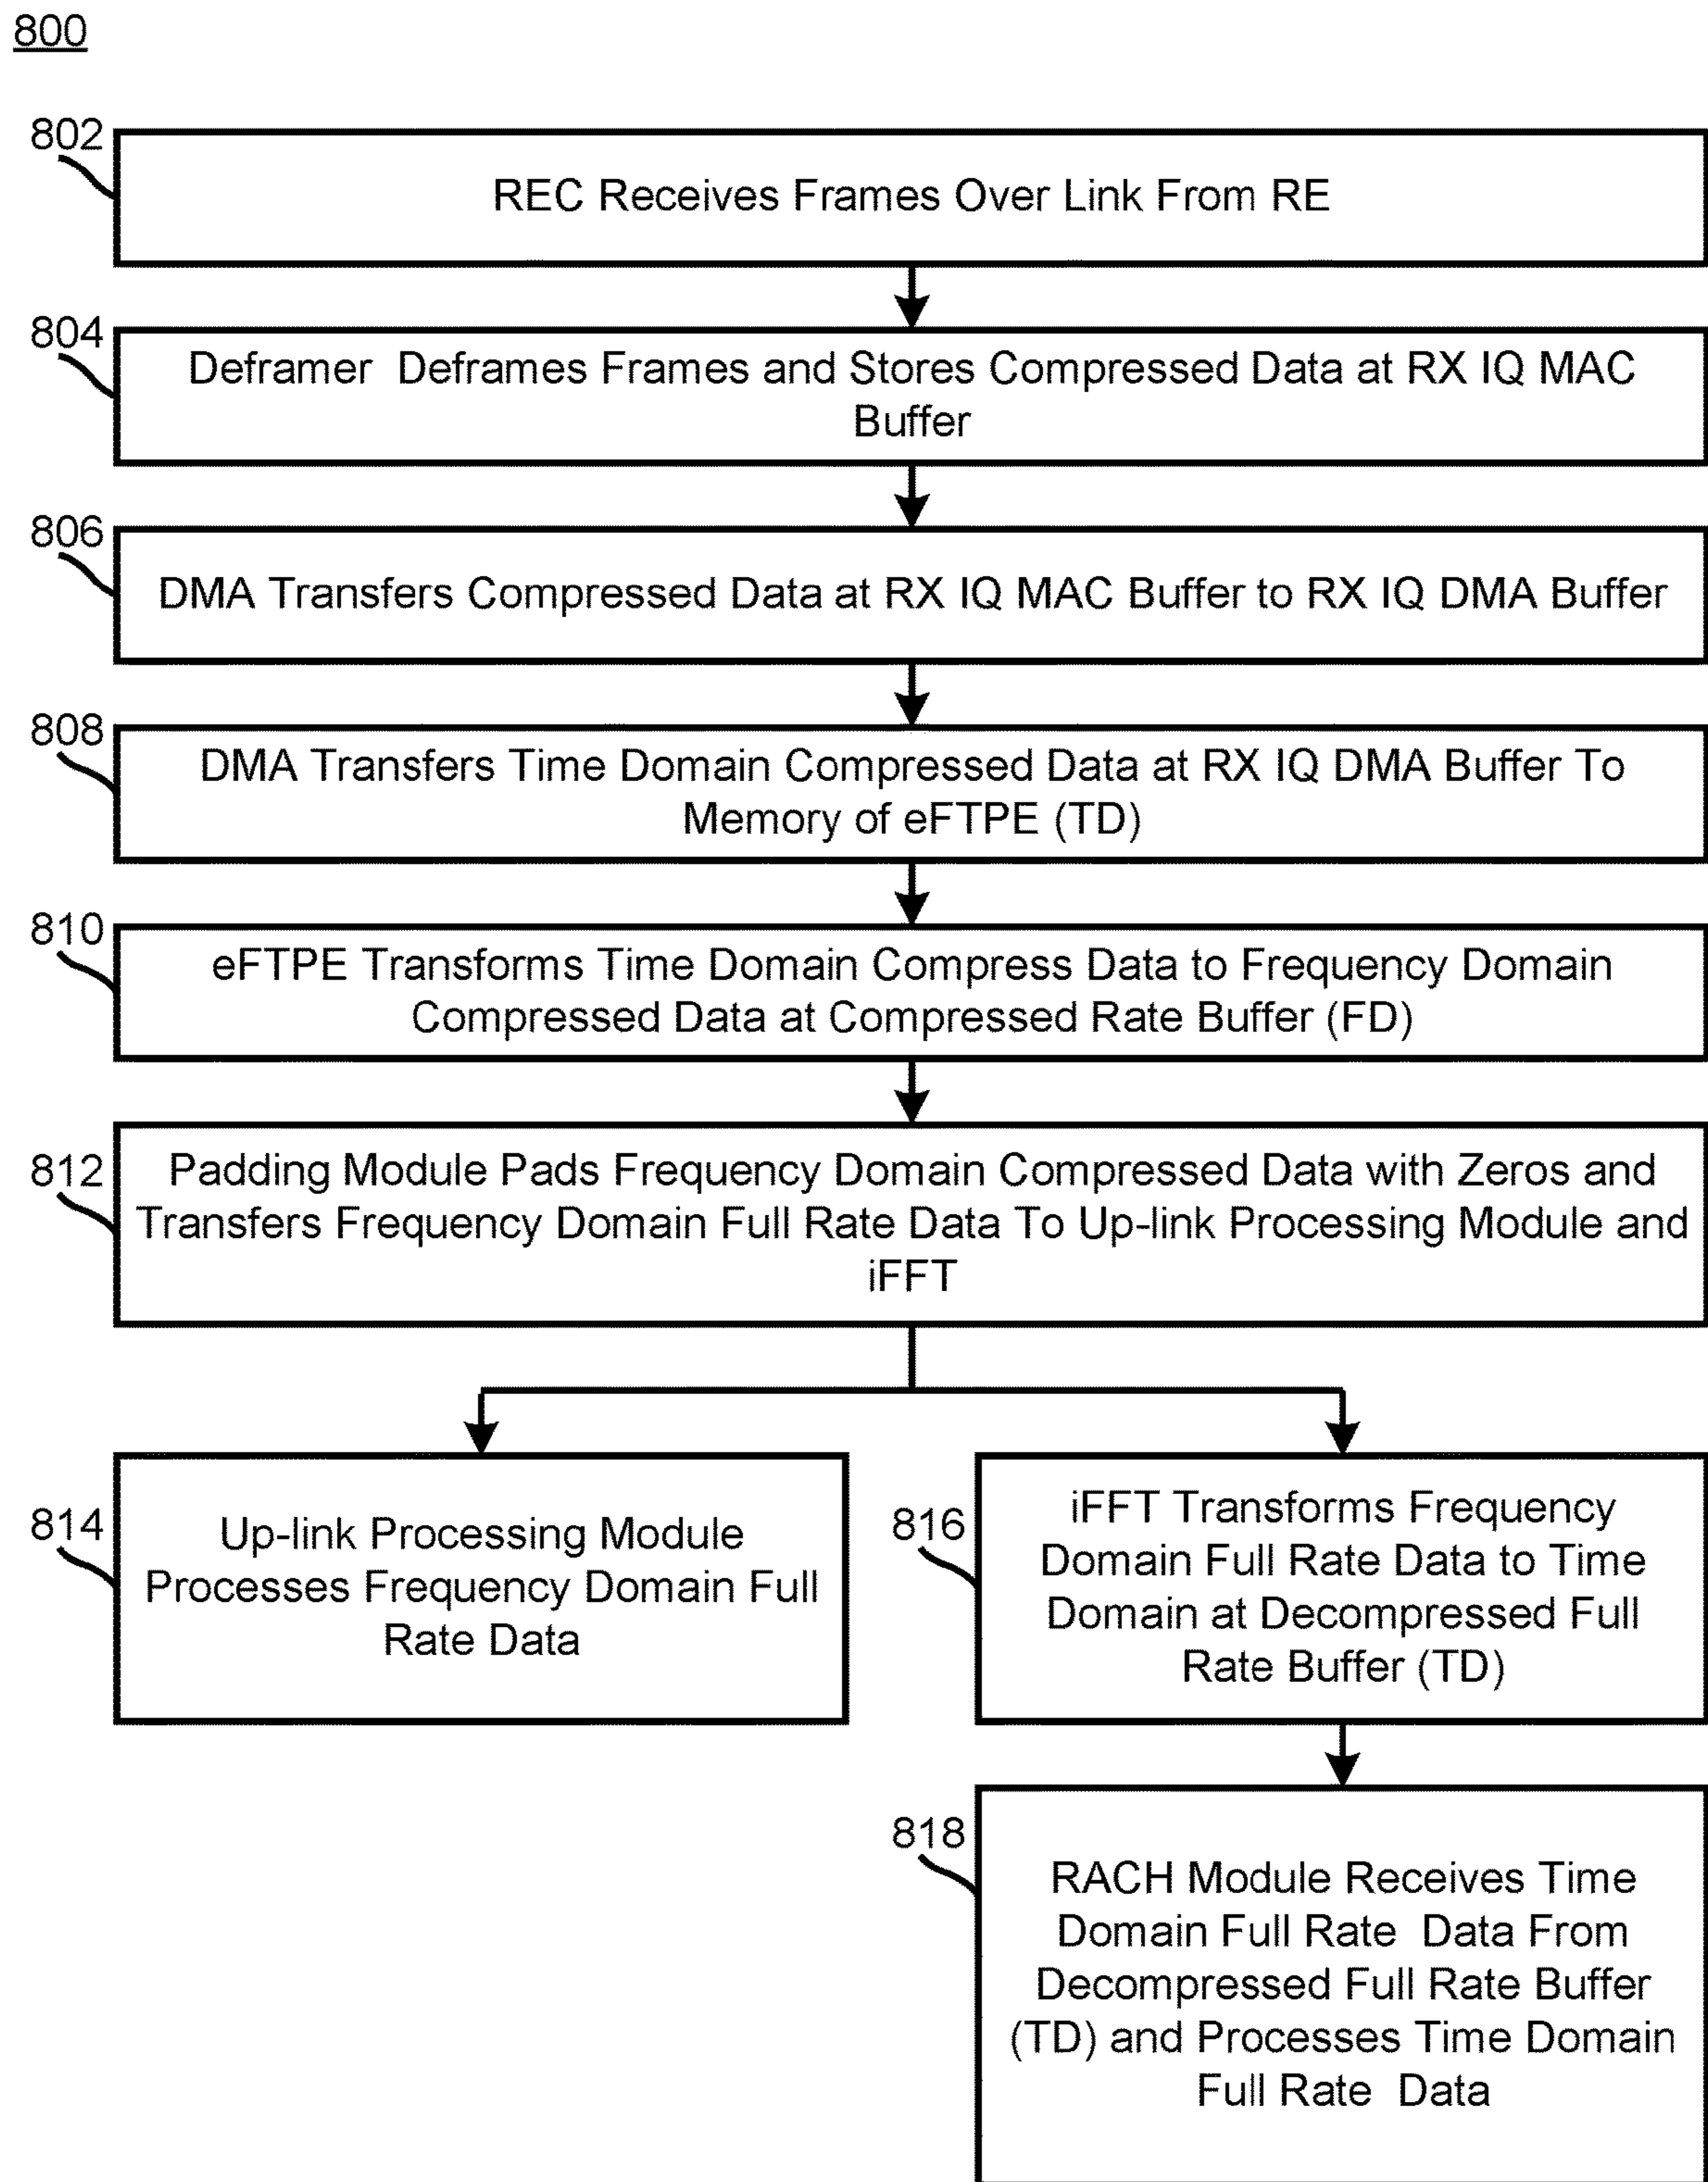 800
802
REC Receives Frames Over Link From RE
804
Deframer Deframes Frames and Stores Compressed Data at RX IQ MAC
Buffer
806
DMA Transfers Compressed Data at RX IQ MAC Buffer to RX IQ DMA Buffer
808
DMA Transfers Time Domain Compressed Data at RX IQ DMA Buffer To
Memory of eFTPE (TD)
810
eFTPE Transforms Time Domain Compress Data to Frequency Domain
Compressed Data at Compressed Rate Buffer (FD)
812
Padding Module Pads Frequency Domain Compressed Data with Zeros and
Transfers Frequency Domain Full Rate Data To Up-link Processing Module and
iFFT
814
Up-link Processing Module
Processes Frequency Domain Full
Rate Data
816
iFFT Transforms Frequency
Domain Full Rate Data to Time
Domain at Decompressed Full
Rate Buffer (TD)
818
RACH Module Receives Time
Domain Full Rate Data From
Decompressed Full Rate Buffer
(TD) and Processes Time Domain
Full Rate Data